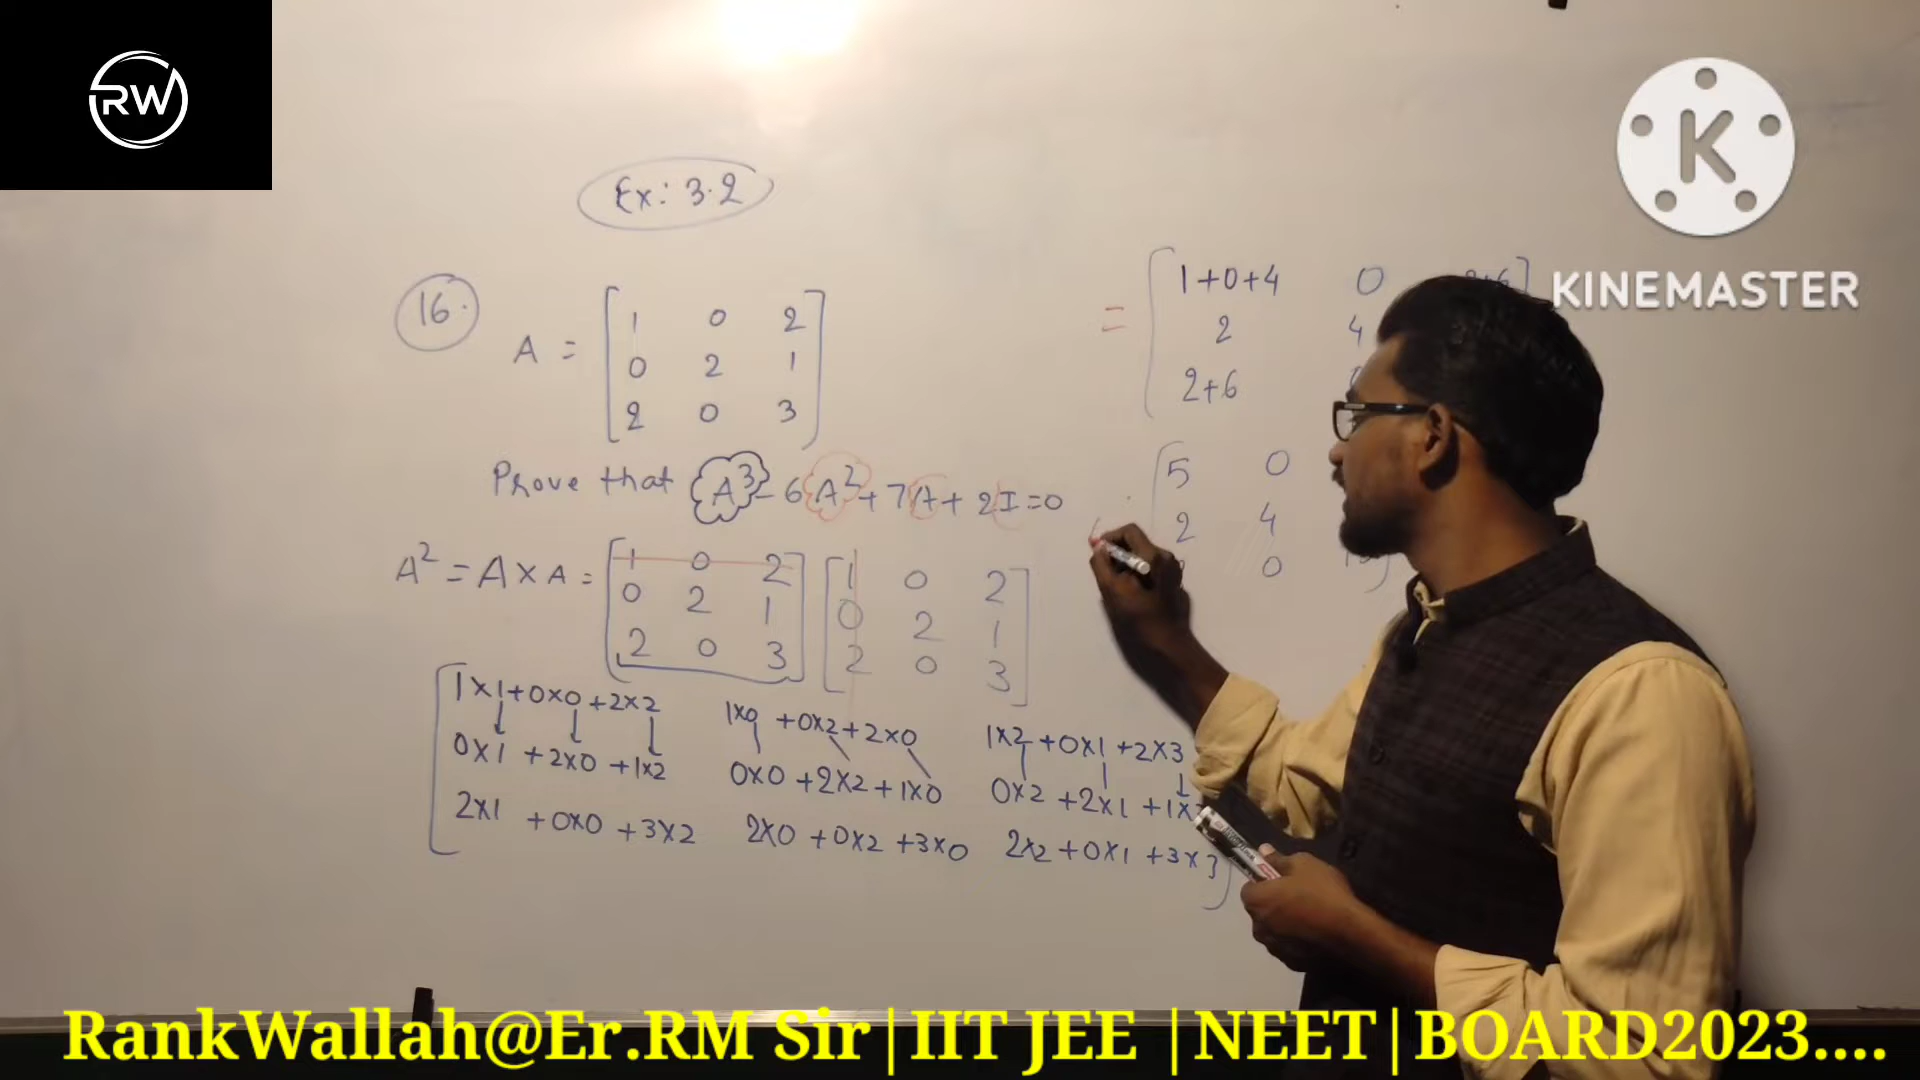 RW
KINEMASTER
Ex: 3.2
16.
A = [ 1 0 2
0 2 1
2 0 3 ]
Prove that A³ - 6A² + 7A + 2I = 0
A² = A × A = [ 1 0 2 ] [ 1 0 2 ]
0 2 1 0 2 1
2 0 3 2 0 3
1×1+0×0+2×2 1×0+0×2+2×0 1×2+0×1+2×3
0×1+2×0+1×2 0×0+2×2+1×0 0×2+2×1+1×
2×1+0×0+3×2 2×0+0×2+3×0 2×2+0×1+3×3
= [ 1+0+4 0
2 4
2+6
5 0
2 4
0
RankWallah@Er.RM Sir|IIT JEE |NEET|BOARD2023....